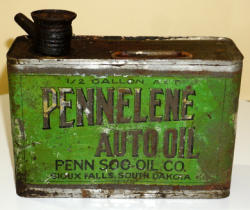 1/2 GALLON
PENNELENE
AUTO OIL
PENN SOO-OIL CO.
SIOUX FALLS, SOUTH DAKOTA